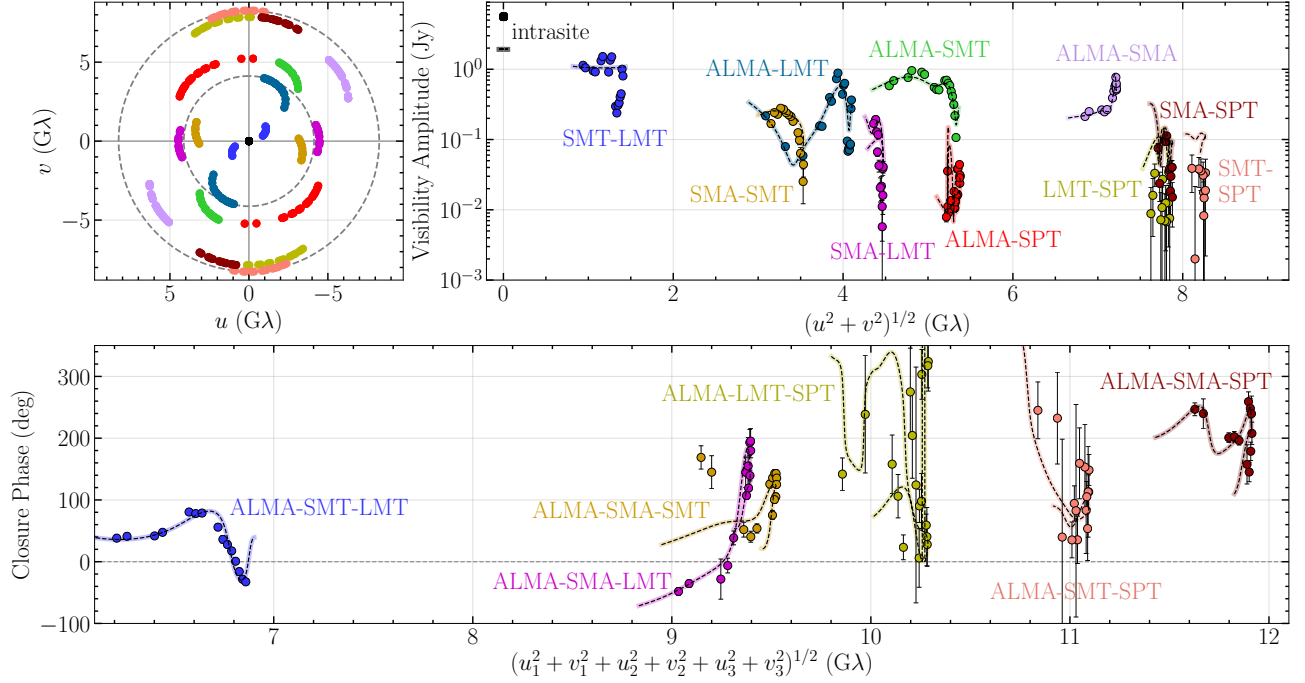 v (Gλ)
5
0
−5
5
0
−5
u (Gλ)
Visibility Amplitude (Jy)
10⁰
10⁻¹
10⁻²
10⁻³
intrasite
SMT-LMT
ALMA-LMT
SMA-SMT
ALMA-SMT
SMA-LMT
ALMA-SPT
ALMA-SMA
SMA-SPT
LMT-SPT
SMT-
SPT
0
2
4
6
8
(u² + v²)^{1/2} (Gλ)
Closure Phase (deg)
300
200
100
0
−100
ALMA-SMT-LMT
ALMA-SMA-SMT
ALMA-SMA-LMT
ALMA-LMT-SPT
ALMA-SMT-SPT
ALMA-SMA-SPT
7
8
9
10
11
12
(u₁² + v₁² + u₂² + v₂² + u₃² + v₃²)^{1/2} (Gλ)